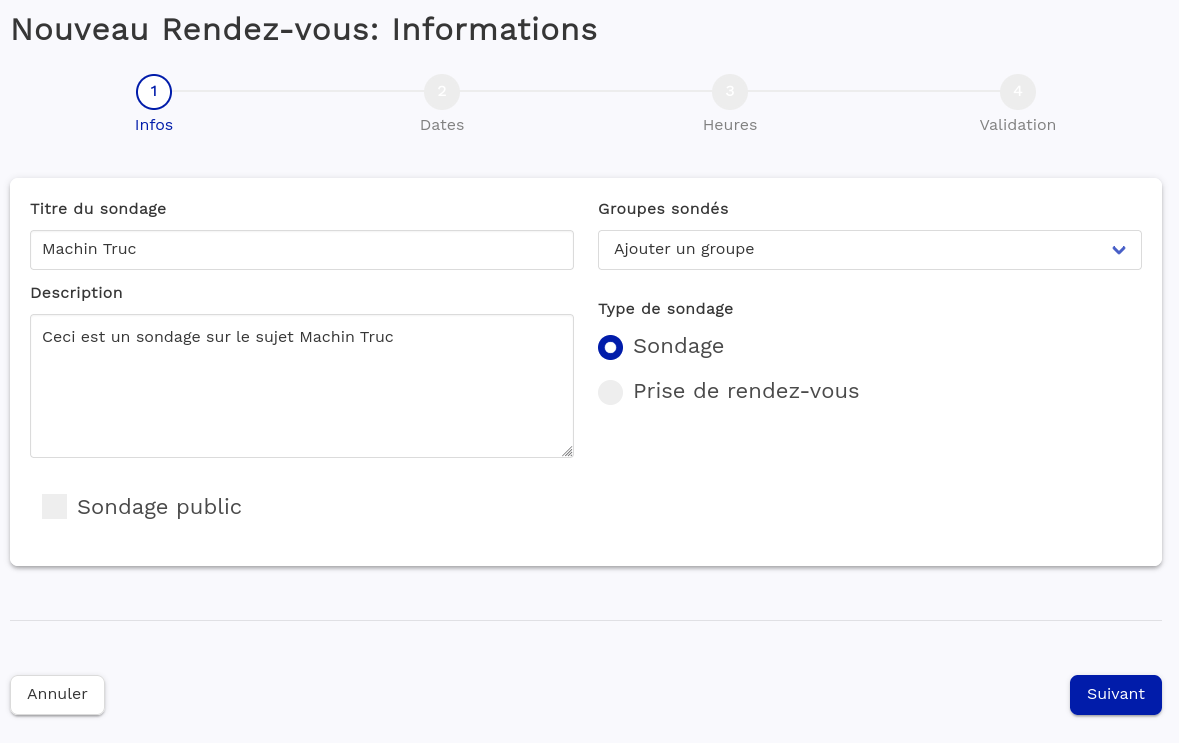 Nouveau Rendez-vous: Informations
1
2
3
4
Infos
Dates
Heures
Validation
Titre du sondage
Machin Truc
Description
Ceci est un sondage sur le sujet Machin Truc
Sondage public
Groupes sondés
Ajouter un groupe
Type de sondage
Sondage
Prise de rendez-vous
Annuler
Suivant